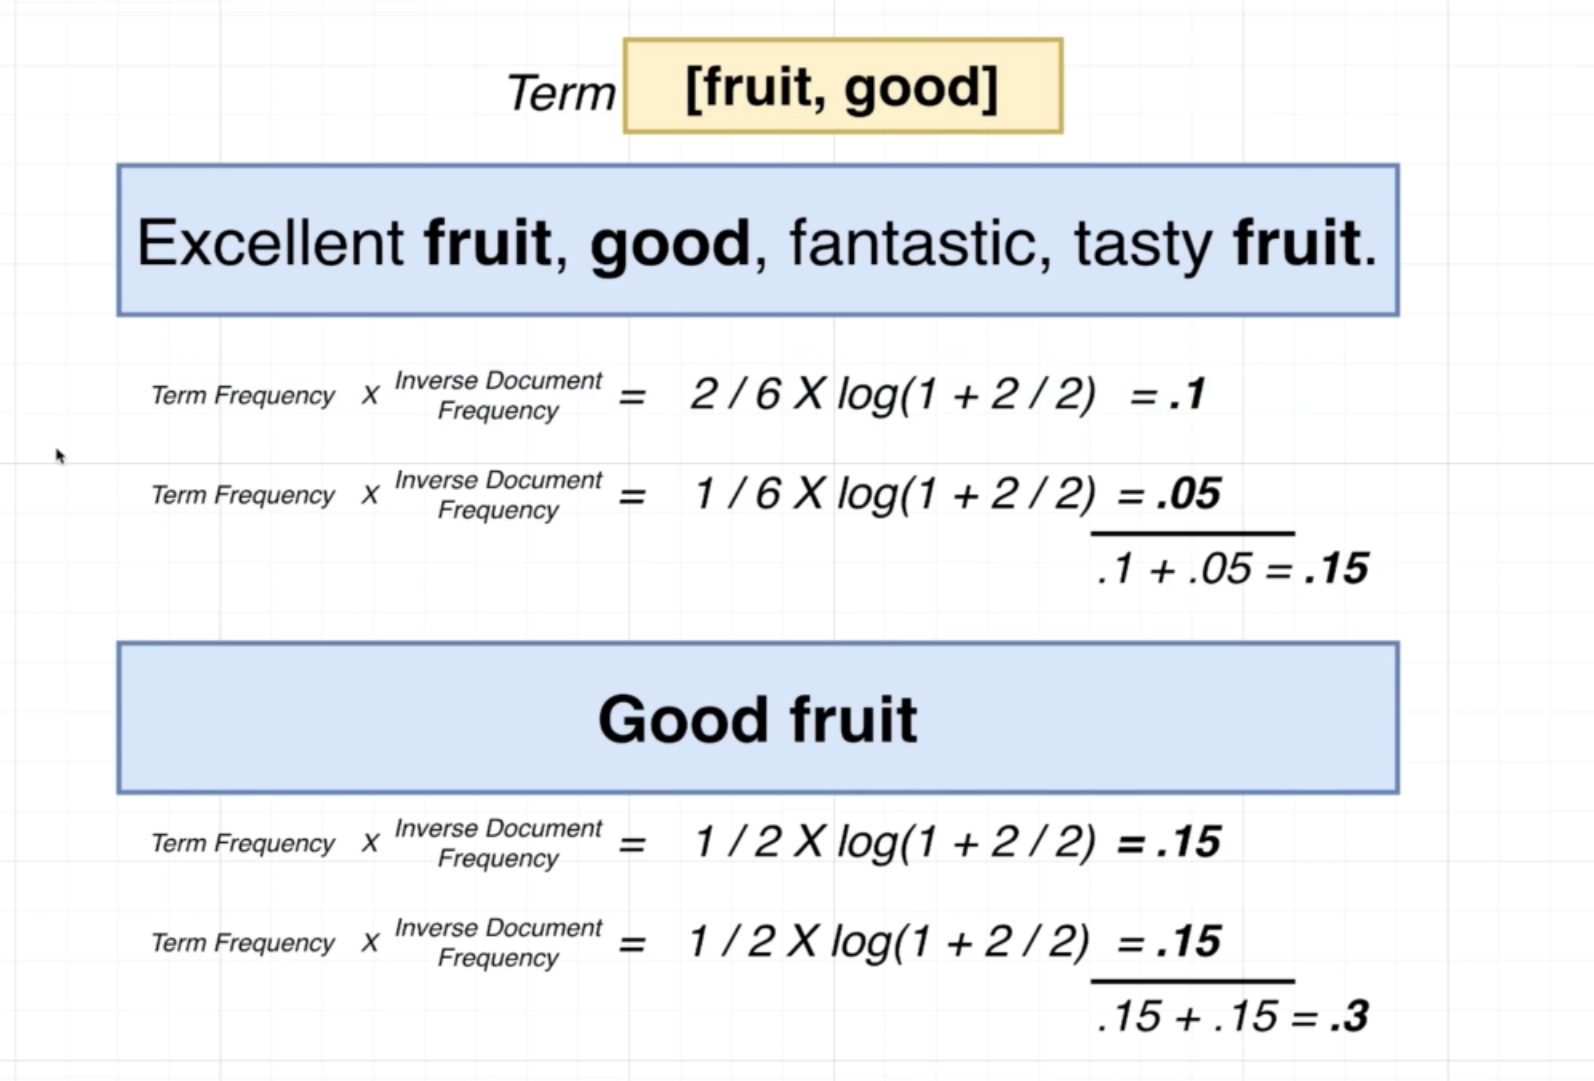 Term [fruit, good]
Excellent fruit, good, fantastic, tasty fruit.
Term Frequency X Inverse Document Frequency = 2 / 6 X log(1 + 2 / 2) = .1
Term Frequency X Inverse Document Frequency = 1 / 6 X log(1 + 2 / 2) = .05
.1 + .05 = .15
Good fruit
Term Frequency X Inverse Document Frequency = 1 / 2 X log(1 + 2 / 2) = .15
Term Frequency X Inverse Document Frequency = 1 / 2 X log(1 + 2 / 2) = .15
.15 + .15 = .3